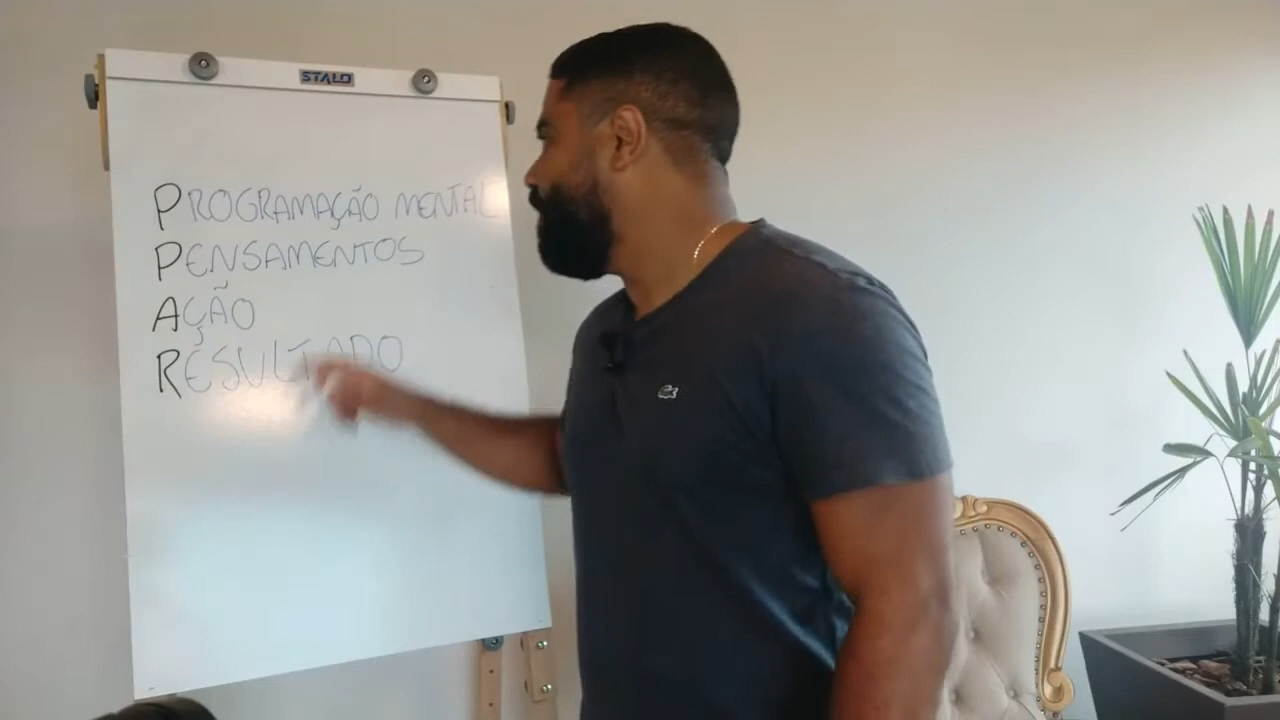 STALO
PROGRAMAÇÃO MENTAL
PENSAMENTOS
AÇÃO
RESULTADO